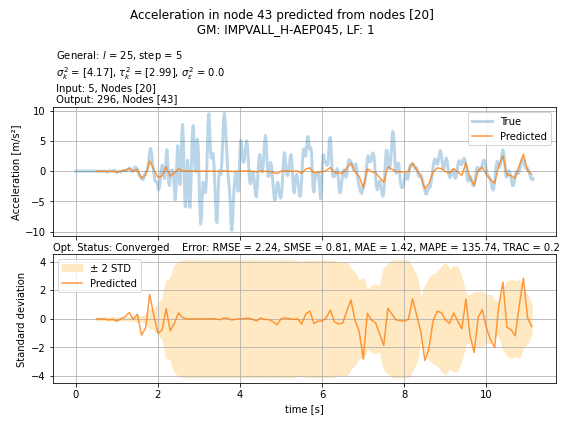 Acceleration in node 43 predicted from nodes [20]
GM: IMPVALL_H-AEP045, LF: 1
General: l = 25, step = 5
σ²ₖ = [4.17], τ²ₖ = [2.99], σ²ε = 0.0
Input: 5, Nodes [20]
Output: 296, Nodes [43]
Acceleration [m/s²]
10
5
0
−5
−10
True
Predicted
Opt. Status: Converged Error: RMSE = 2.24, SMSE = 0.81, MAE = 1.42, MAPE = 135.74, TRAC = 0.2
Standard deviation
4
2
0
−2
−4
± 2 STD
Predicted
0 2 4 6 8 10
time [s]